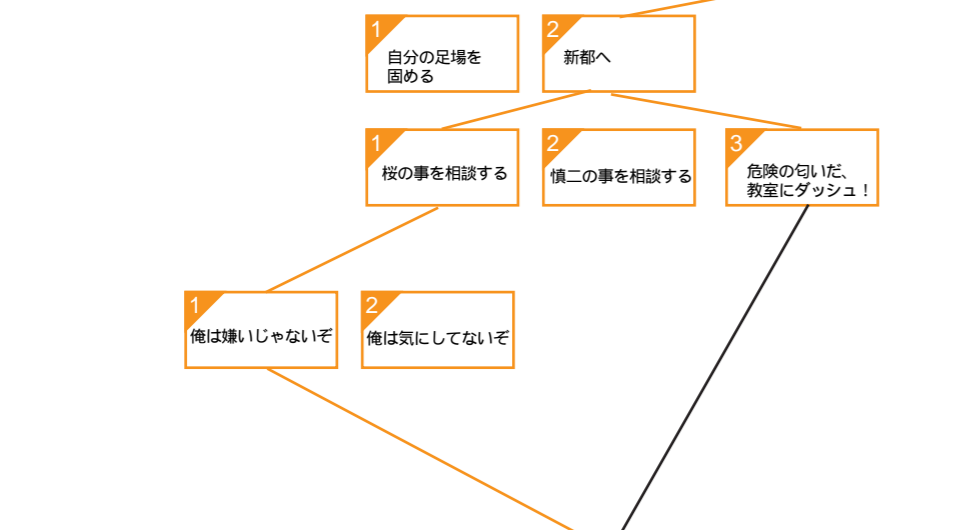 1
自分の足場を
固める
2
新都へ
1
桜の事を相談する
2
慎二の事を相談する
3
危険の匂いだ、
教室にダッシュ！
1
俺は嫌いじゃないぞ
2
俺は気にしてないぞ